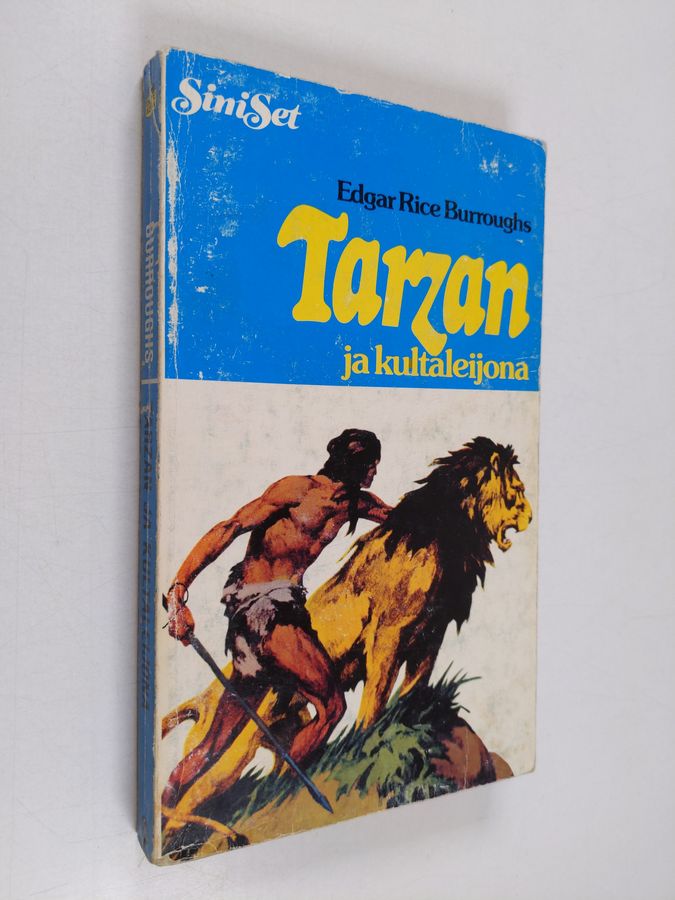 SiniSet
Edgar Rice Burroughs
Tarzan
ja kultaleijona
BURROUGHS / TARZAN JA KULTALEIJONA